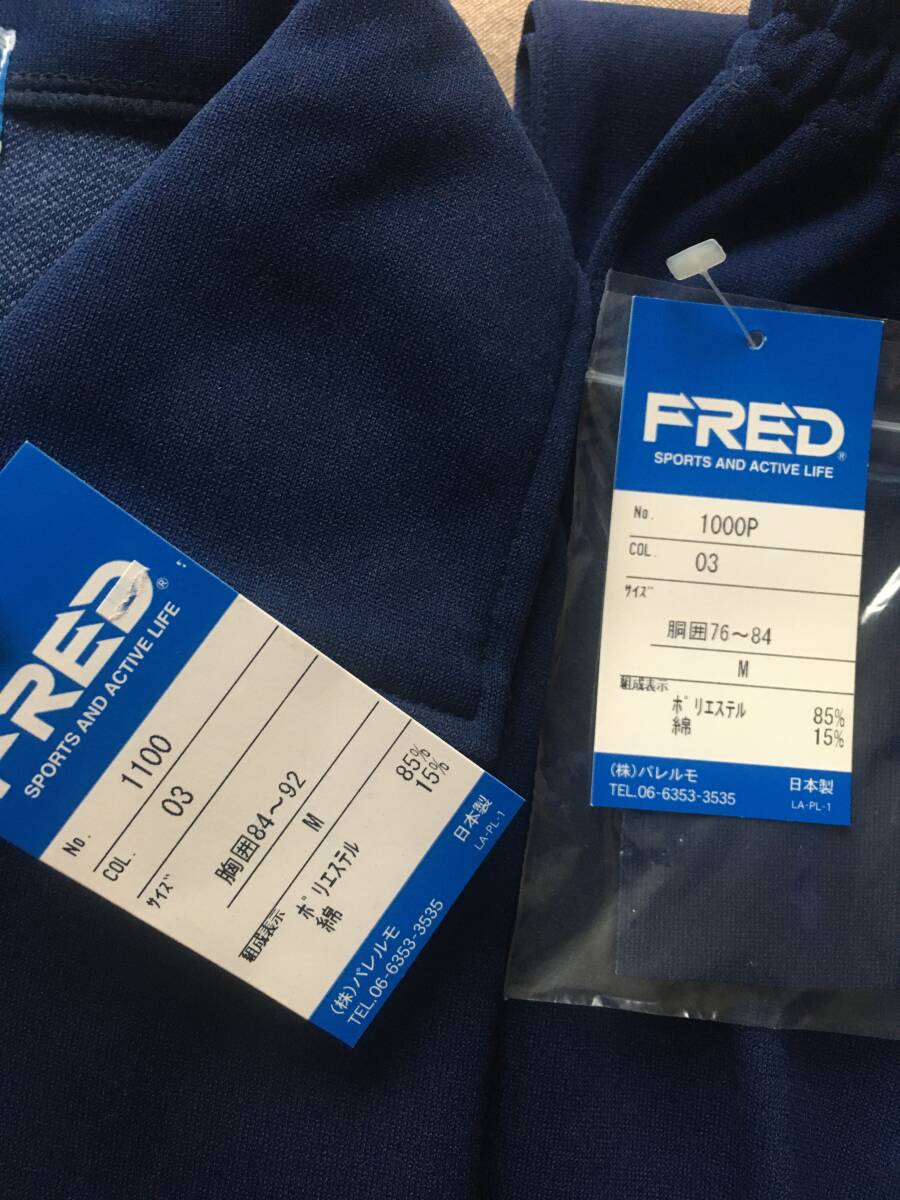 FRED®
SPORTS AND ACTIVE LIFE
No. 1100
COL. 03
サイズ
胸囲84～92
M
組成表示
ポリエステル 85%
綿 15%
(株)パレルモ
TEL.06-6353-3535
日本製
LA-PL-1
FRED®
SPORTS AND ACTIVE LIFE
No. 1000P
COL. 03
サイズ
胴囲76～84
M
組成表示
ポリエステル 85%
綿 15%
(株)パレルモ
TEL.06-6353-3535
日本製
LA-PL-1